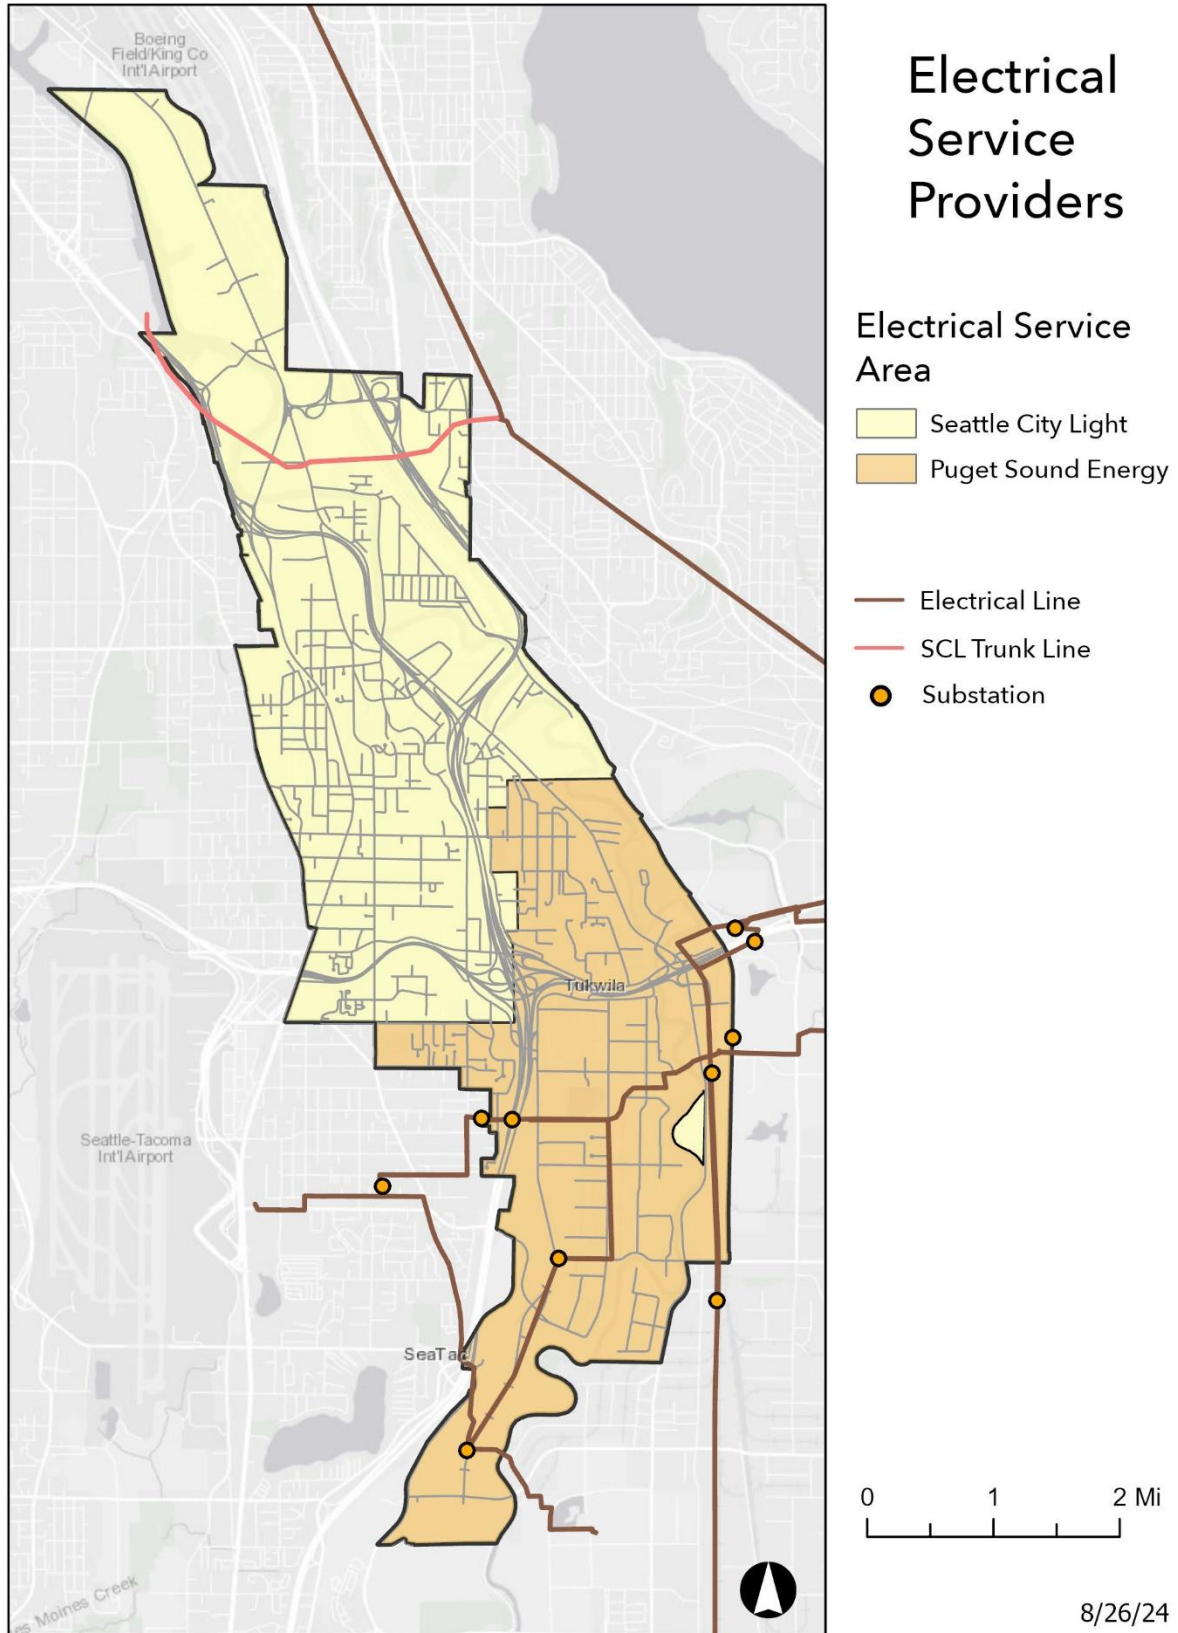 Boeing
Field/King Co
Int'l Airport
Electrical
Service
Providers
Electrical Service
Area
Seattle City Light
Puget Sound Energy
Electrical Line
SCL Trunk Line
Substation
Tukwila
Seattle-Tacoma
Int'l Airport
SeaTac
es Moines Creek
0 1 2 Mi
8/26/24